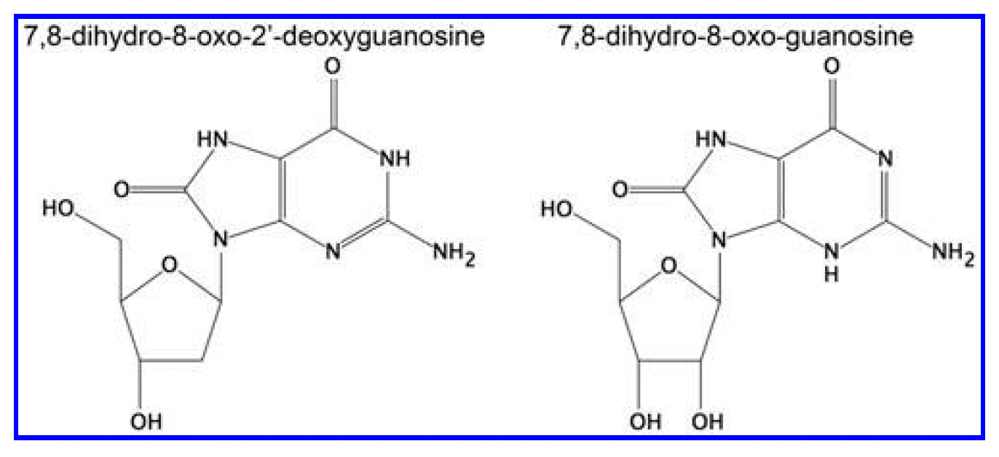 7,8-dihydro-8-oxo-2'-deoxyguanosine
O
HN
NH
O
HO
N
N
NH2
O
OH
7,8-dihydro-8-oxo-guanosine
O
HN
N
O
HO
N
N
H
NH2
O
OH OH